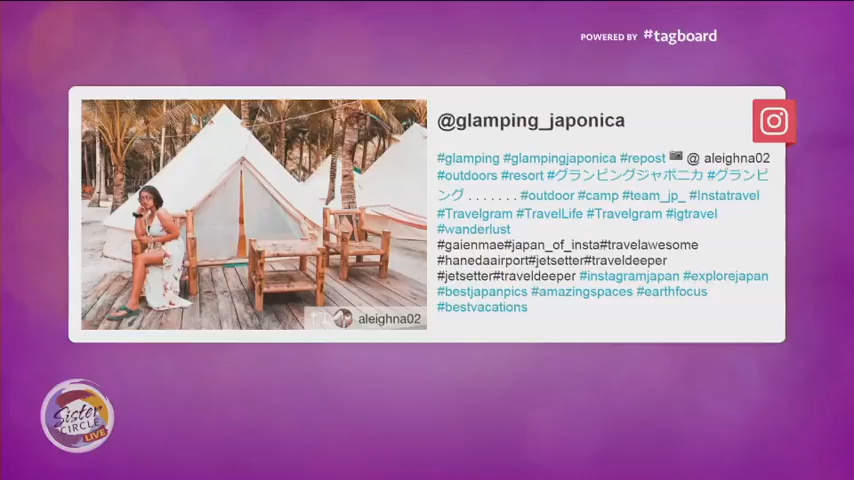 POWERED BY #tagboard
@glamping_japonica
#glamping #glampingjaponica #repost 📷 @ aleighna02
#outdoors #resort #グランピングジャポニカ #グランピ
ング . . . . . . . #outdoor #camp #team_jp_ #Instatravel
#Travelgram #TravelLife #Travelgram #igtravel
#wanderlust
#gaienmae#japan_of_insta#travelawesome
#hanedaairport#jetsetter#traveldeeper
#jetsetter#traveldeeper #instagramjapan #explorejapan
#bestjapanpics #amazingspaces #earthfocus
#bestvacations
aleighna02
Sister
CIRCLE
LIVE